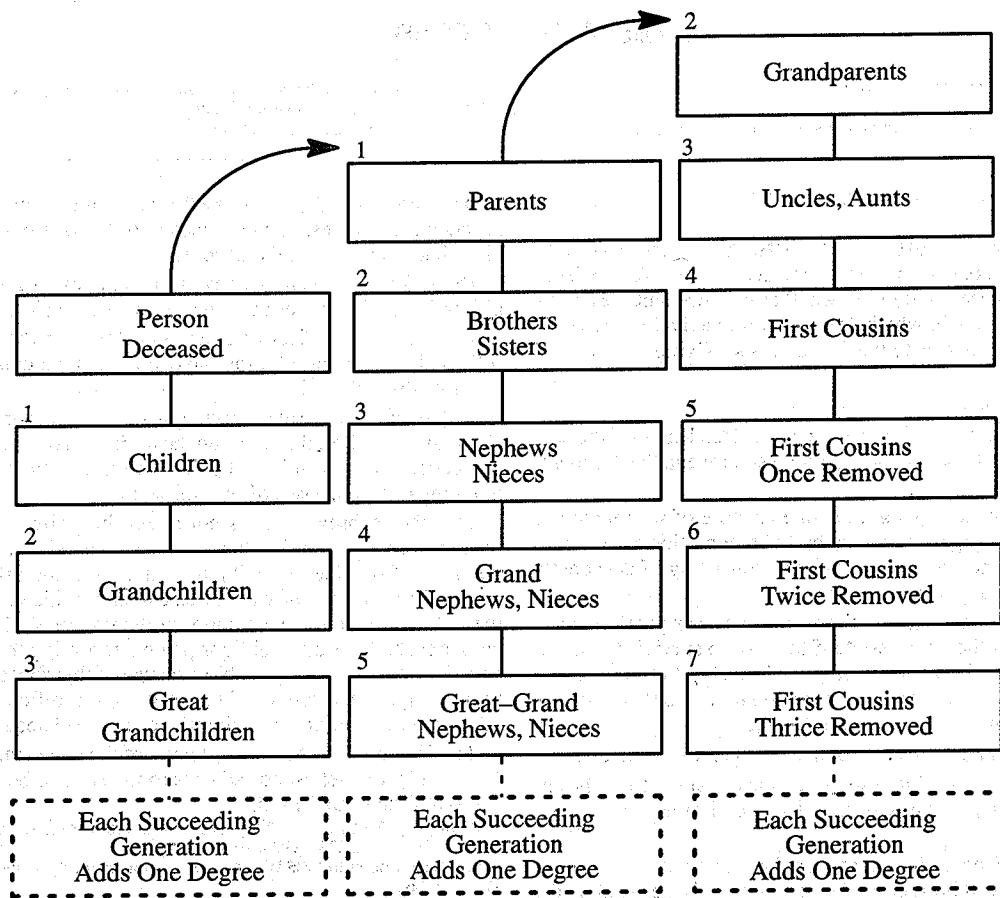 2
Grandparents
1
Parents
3
Uncles, Aunts
Person
Deceased
2
Brothers
Sisters
4
First Cousins
1
Children
3
Nephews
Nieces
5
First Cousins
Once Removed
2
Grandchildren
4
Grand
Nephews, Nieces
6
First Cousins
Twice Removed
3
Great
Grandchildren
5
Great–Grand
Nephews, Nieces
7
First Cousins
Thrice Removed
Each Succeeding
Generation
Adds One Degree
Each Succeeding
Generation
Adds One Degree
Each Succeeding
Generation
Adds One Degree